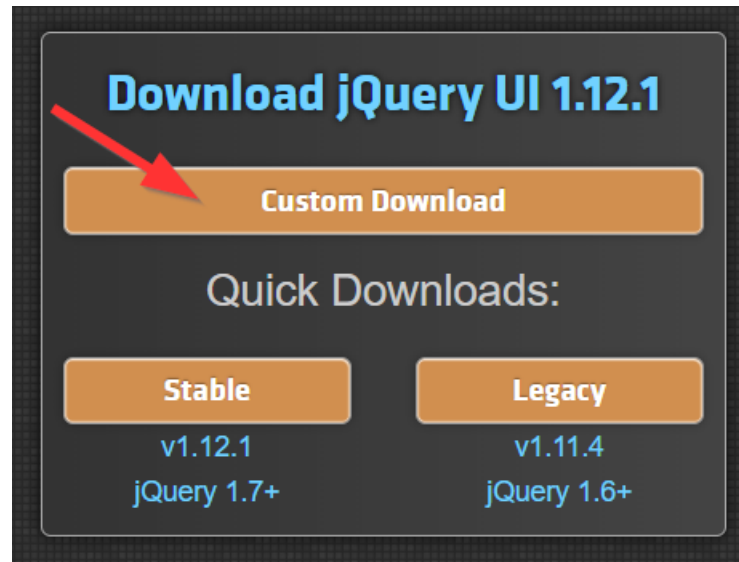 Download jQuery UI 1.12.1
Custom Download
Quick Downloads:
Stable
Legacy
v1.12.1
v1.11.4
jQuery 1.7+
jQuery 1.6+